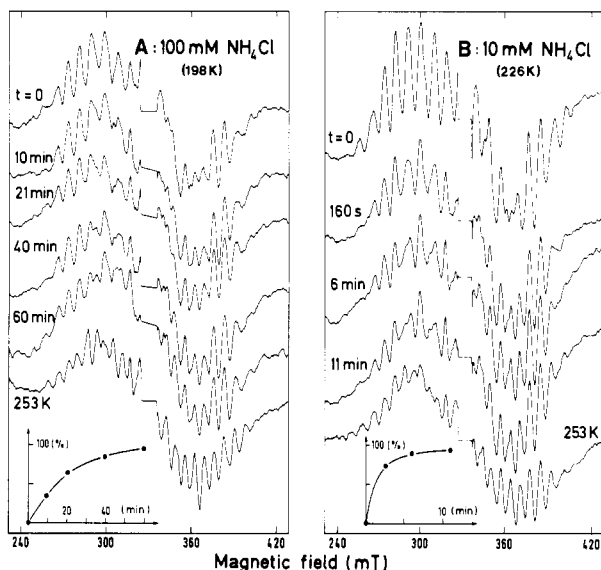 A : 100 mM NH₄Cl
(198K)
t = 0
10 min
21 min
40 min
60 min
253 K
100 (%)
20 40 (min)
240 300 360 420
B : 10 mM NH₄Cl
(226K)
t = 0
160 s
6 min
11 min
253 K
100 (%)
10 (min)
240 300 360 420
Magnetic field (mT)